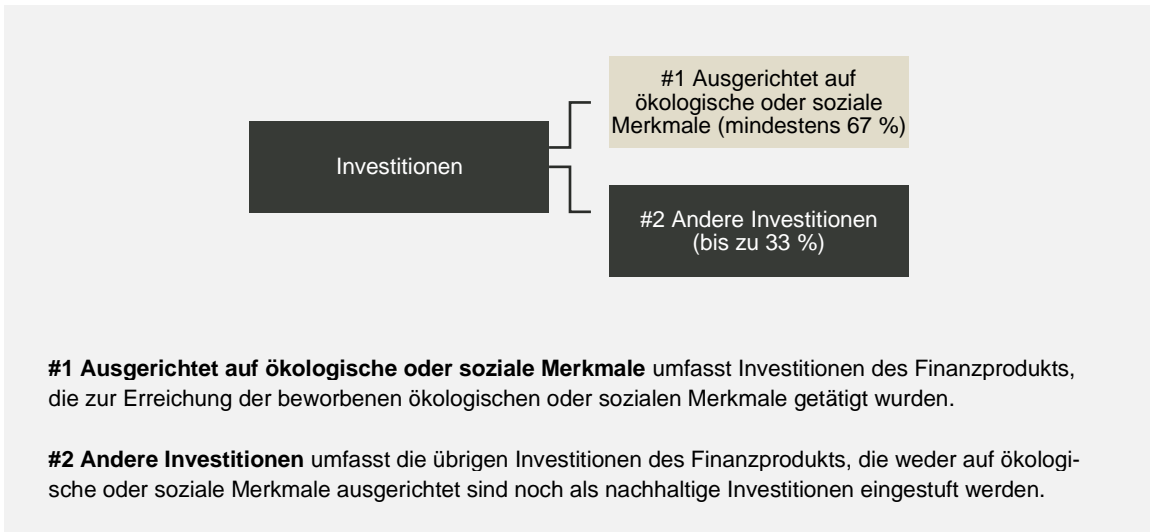 #1 Ausgerichtet auf
ökologische oder soziale
Merkmale (mindestens 67 %)
Investitionen
#2 Andere Investitionen
(bis zu 33 %)
#1 Ausgerichtet auf ökologische oder soziale Merkmale umfasst Investitionen des Finanzprodukts,
die zur Erreichung der beworbenen ökologischen oder sozialen Merkmale getätigt wurden.
#2 Andere Investitionen umfasst die übrigen Investitionen des Finanzprodukts, die weder auf ökologi-
sche oder soziale Merkmale ausgerichtet sind noch als nachhaltige Investitionen eingestuft werden.